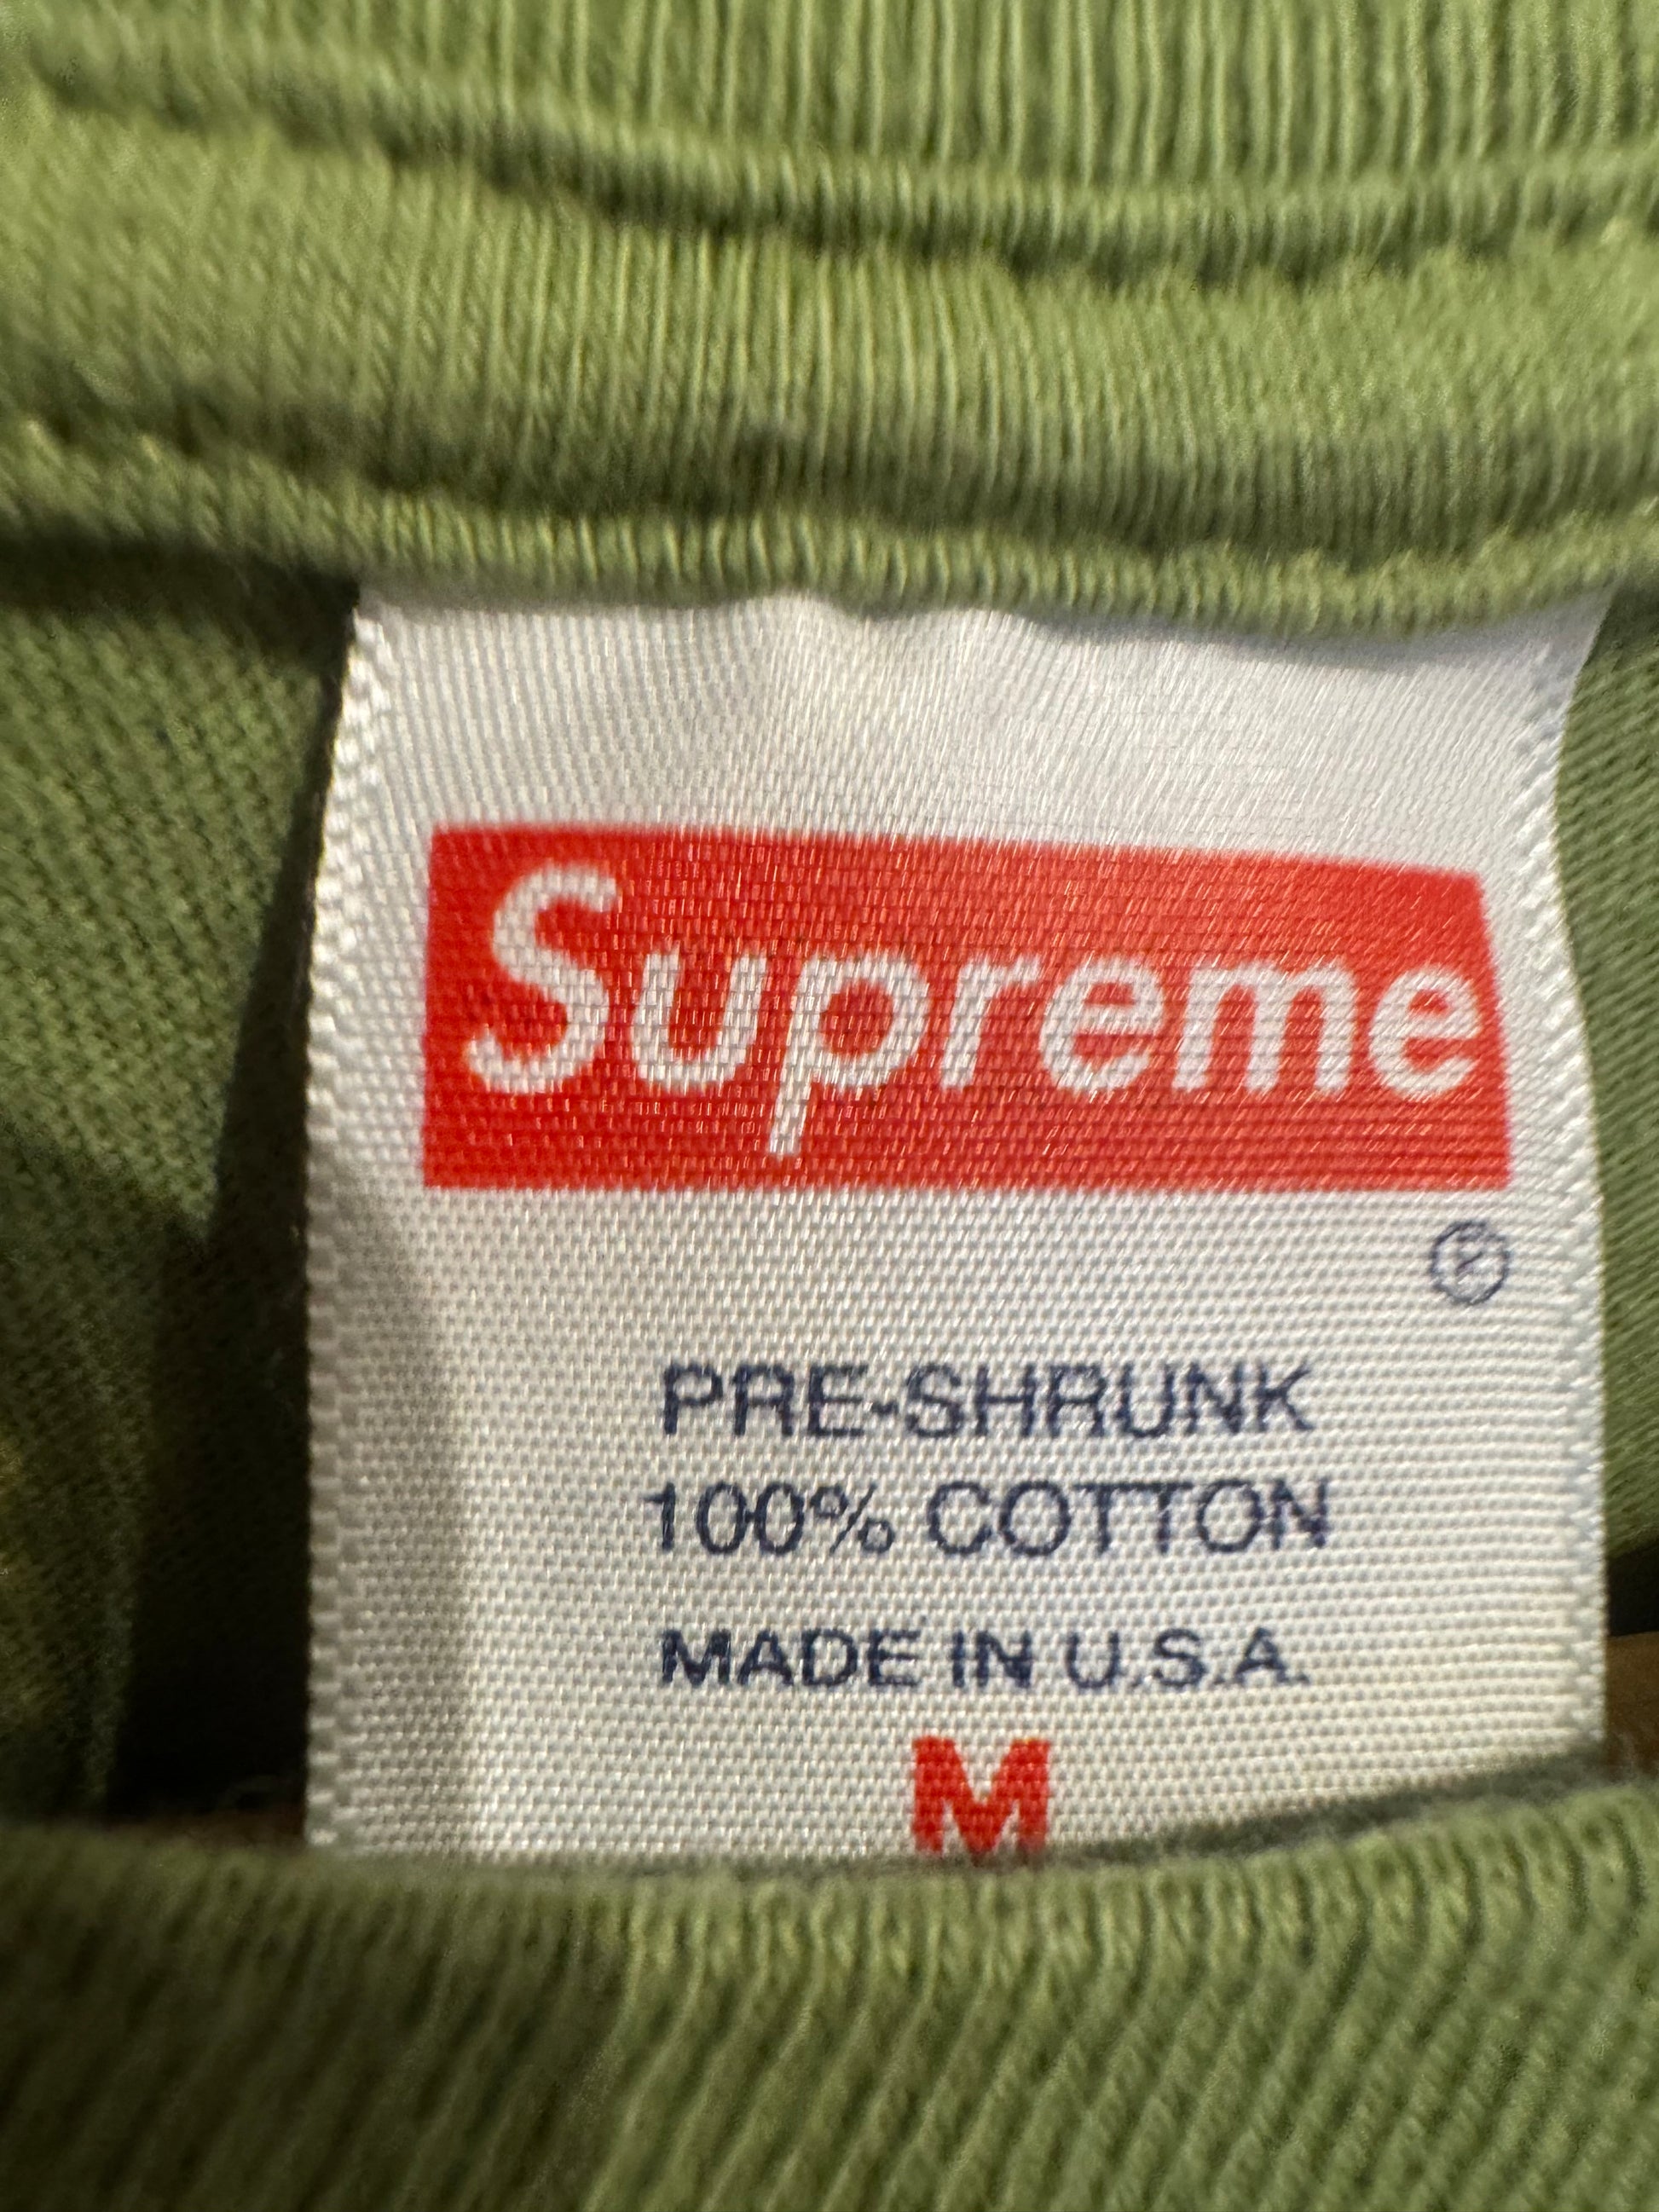 Supreme
®
PRE-SHRUNK
100% COTTON
MADE IN U.S.A.
M